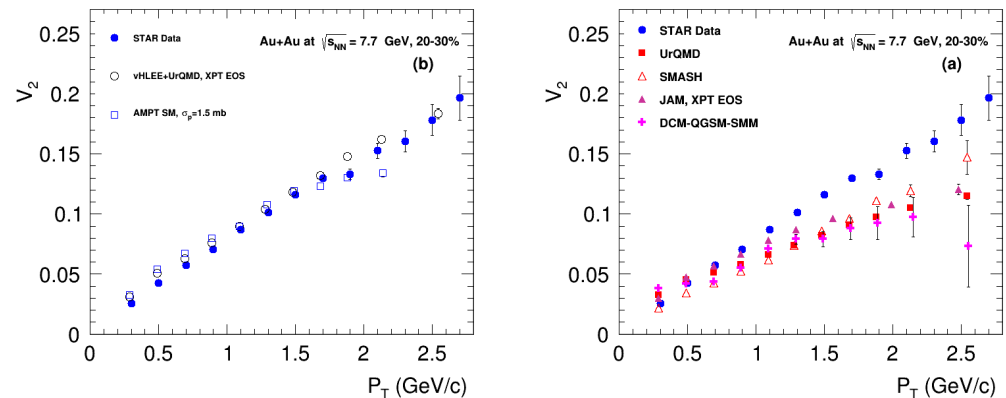 STAR Data
vHLEE+UrQMD, XPT EOS
AMPT SM, σp=1.5 mb
Au+Au at √sNN = 7.7 GeV, 20-30%
(b)
V2
0.25
0.2
0.15
0.1
0.05
0
0 0.5 1 1.5 2 2.5
PT (GeV/c)
STAR Data
UrQMD
SMASH
JAM, XPT EOS
DCM-QGSM-SMM
Au+Au at √sNN = 7.7 GeV, 20-30%
(a)
V2
0.25
0.2
0.15
0.1
0.05
0
0 0.5 1 1.5 2 2.5
PT (GeV/c)